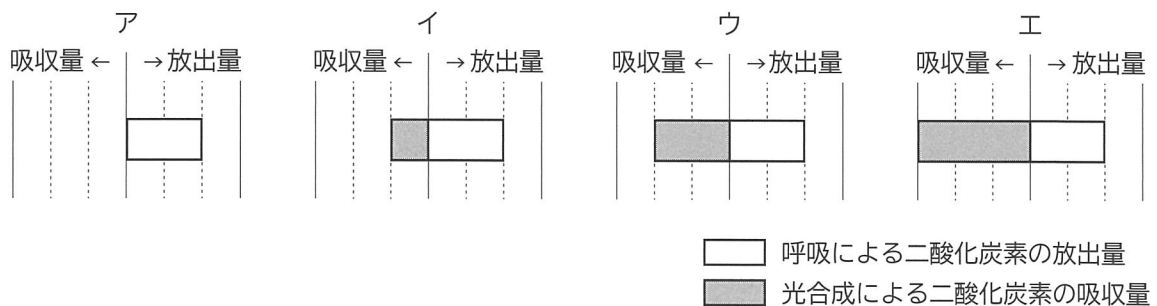 ア
イ
ウ
エ
吸収量 ← → 放出量
吸収量 ← → 放出量
吸収量 ← → 放出量
吸収量 ← → 放出量
呼吸による二酸化炭素の放出量
光合成による二酸化炭素の吸収量